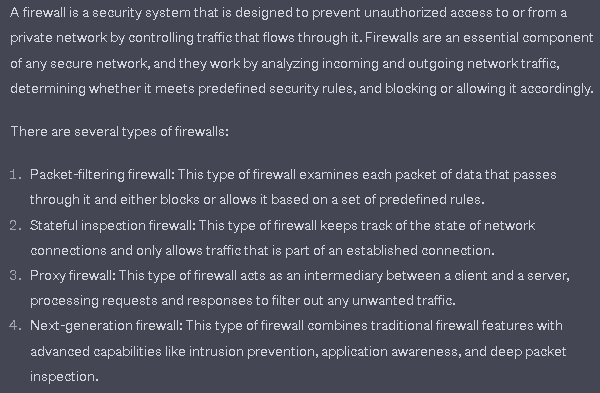 A firewall is a security system that is designed to prevent unauthorized access to or from a
private network by controlling traffic that flows through it. Firewalls are an essential component
of any secure network, and they work by analyzing incoming and outgoing network traffic,
determining whether it meets predefined security rules, and blocking or allowing it accordingly.
There are several types of firewalls:
1. Packet-filtering firewall: This type of firewall examines each packet of data that passes
through it and either blocks or allows it based on a set of predefined rules.
2. Stateful inspection firewall: This type of firewall keeps track of the state of network
connections and only allows traffic that is part of an established connection.
3. Proxy firewall: This type of firewall acts as an intermediary between a client and a server,
processing requests and responses to filter out any unwanted traffic.
4. Next-generation firewall: This type of firewall combines traditional firewall features with
advanced capabilities like intrusion prevention, application awareness, and deep packet
inspection.